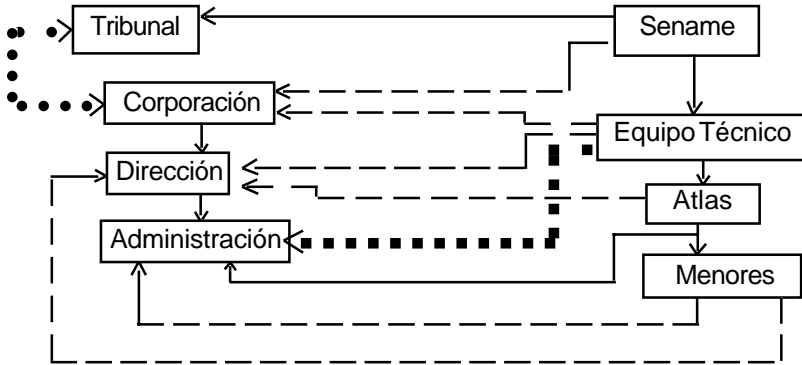 Tribunal
Sename
Corporación
Equipo Técnico
Dirección
Atlas
Administración
Menores